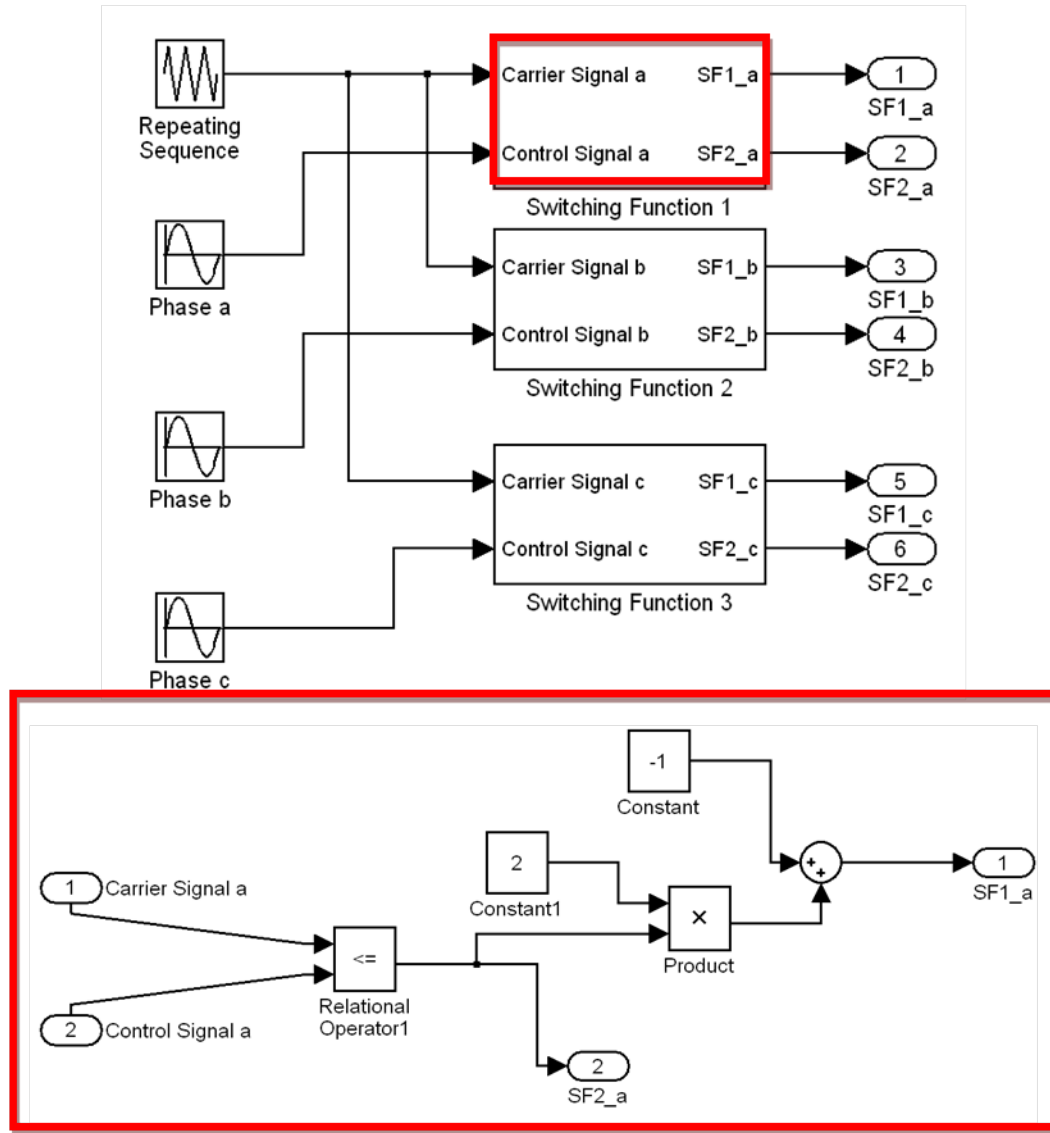 Carrier Signal a
SF1_a
1
SF1_a
Repeating
Sequence
Control Signal a
SF2_a
2
SF2_a
Switching Function 1
Phase a
Carrier Signal b
SF1_b
3
SF1_b
Control Signal b
SF2_b
4
SF2_b
Switching Function 2
Phase b
Carrier Signal c
SF1_c
5
SF1_c
Control Signal c
SF2_c
6
SF2_c
Switching Function 3
Phase c
-1
Constant
2
Constant1
1
Carrier Signal a
×
Product
+
+
1
SF1_a
<=
Relational
Operator1
2
Control Signal a
2
SF2_a